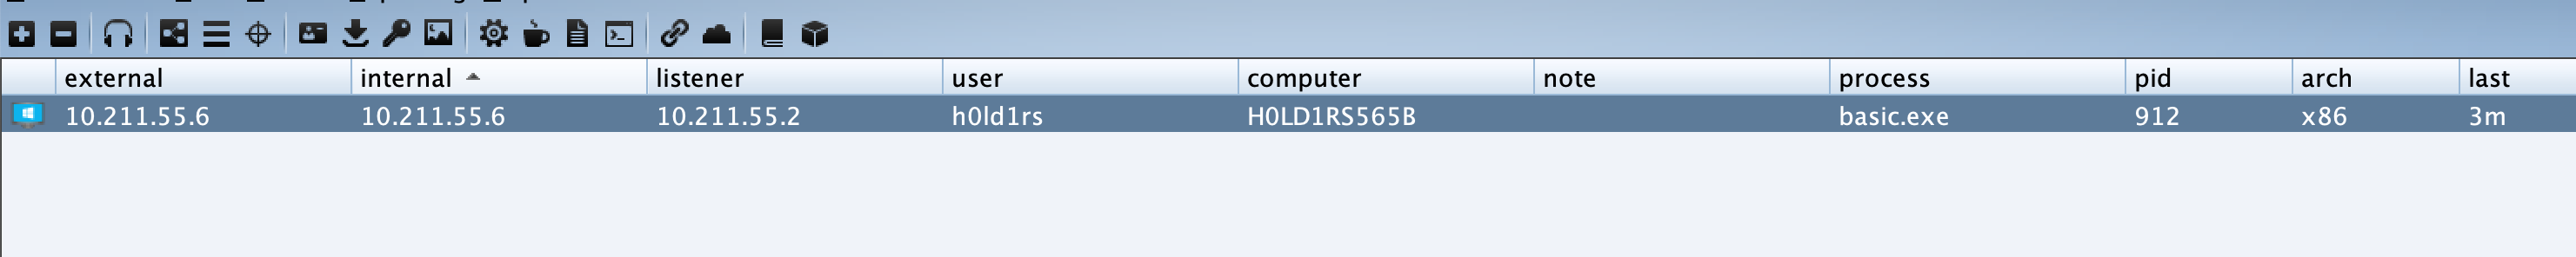 external internal listener user computer note process pid arch last
10.211.55.6 10.211.55.6 10.211.55.2 h0ld1rs H0LD1RS565B basic.exe 912 x86 3m